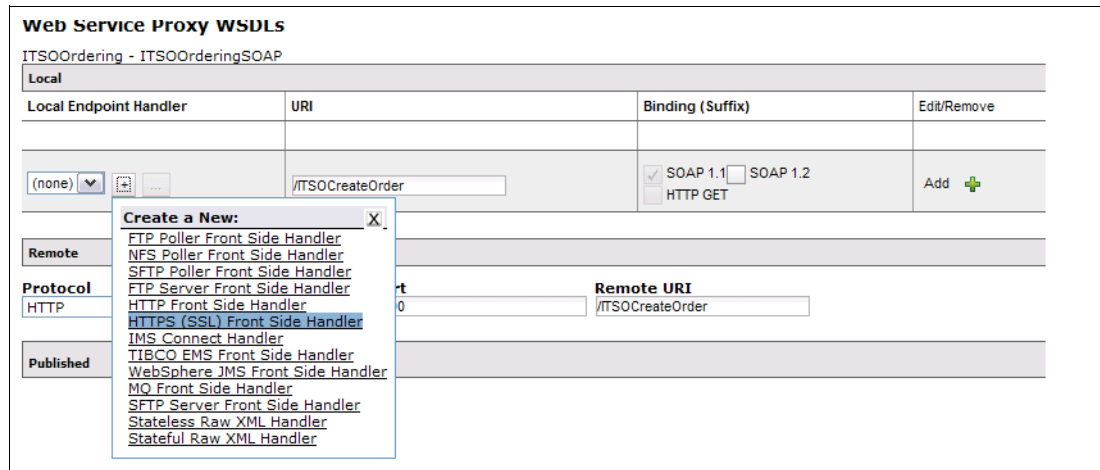 Web Service Proxy WSDLs
ITSOOrdering - ITSOOrderingSOAP
Local
Local Endpoint Handler URI Binding (Suffix) Edit/Remove
(none) + ... /ITSOCreateOrder SOAP 1.1 SOAP 1.2 Add
HTTP GET
Create a New: X
FTP Poller Front Side Handler
NFS Poller Front Side Handler
SFTP Poller Front Side Handler
FTP Server Front Side Handler
HTTP Front Side Handler
HTTPS (SSL) Front Side Handler
IMS Connect Handler
TIBCO EMS Front Side Handler
WebSphere JMS Front Side Handler
MQ Front Side Handler
SFTP Server Front Side Handler
Stateless Raw XML Handler
Stateful Raw XML Handler
Remote
Protocol Remote URI
HTTP /ITSOCreateOrder
Published